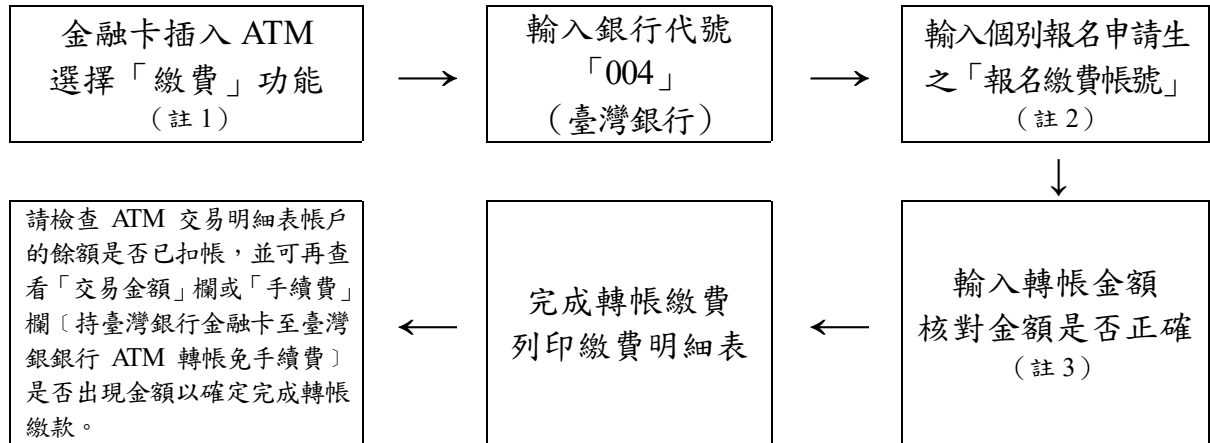 金融卡插入 ATM
選擇「繳費」功能
（註 1）
輸入銀行代號
「004」
（臺灣銀行）
輸入個別報名申請生
之「報名繳費帳號」
（註 2）
輸入轉帳金額
核對金額是否正確
（註 3）
完成轉帳繳費
列印繳費明細表
請檢查 ATM 交易明細表帳戶
的餘額是否已扣帳，並可再查
看「交易金額」欄或「手續費」
欄〔持臺灣銀行金融卡至臺灣
銀銀行 ATM 轉帳免手續費〕
是否出現金額以確定完成轉帳
繳款。